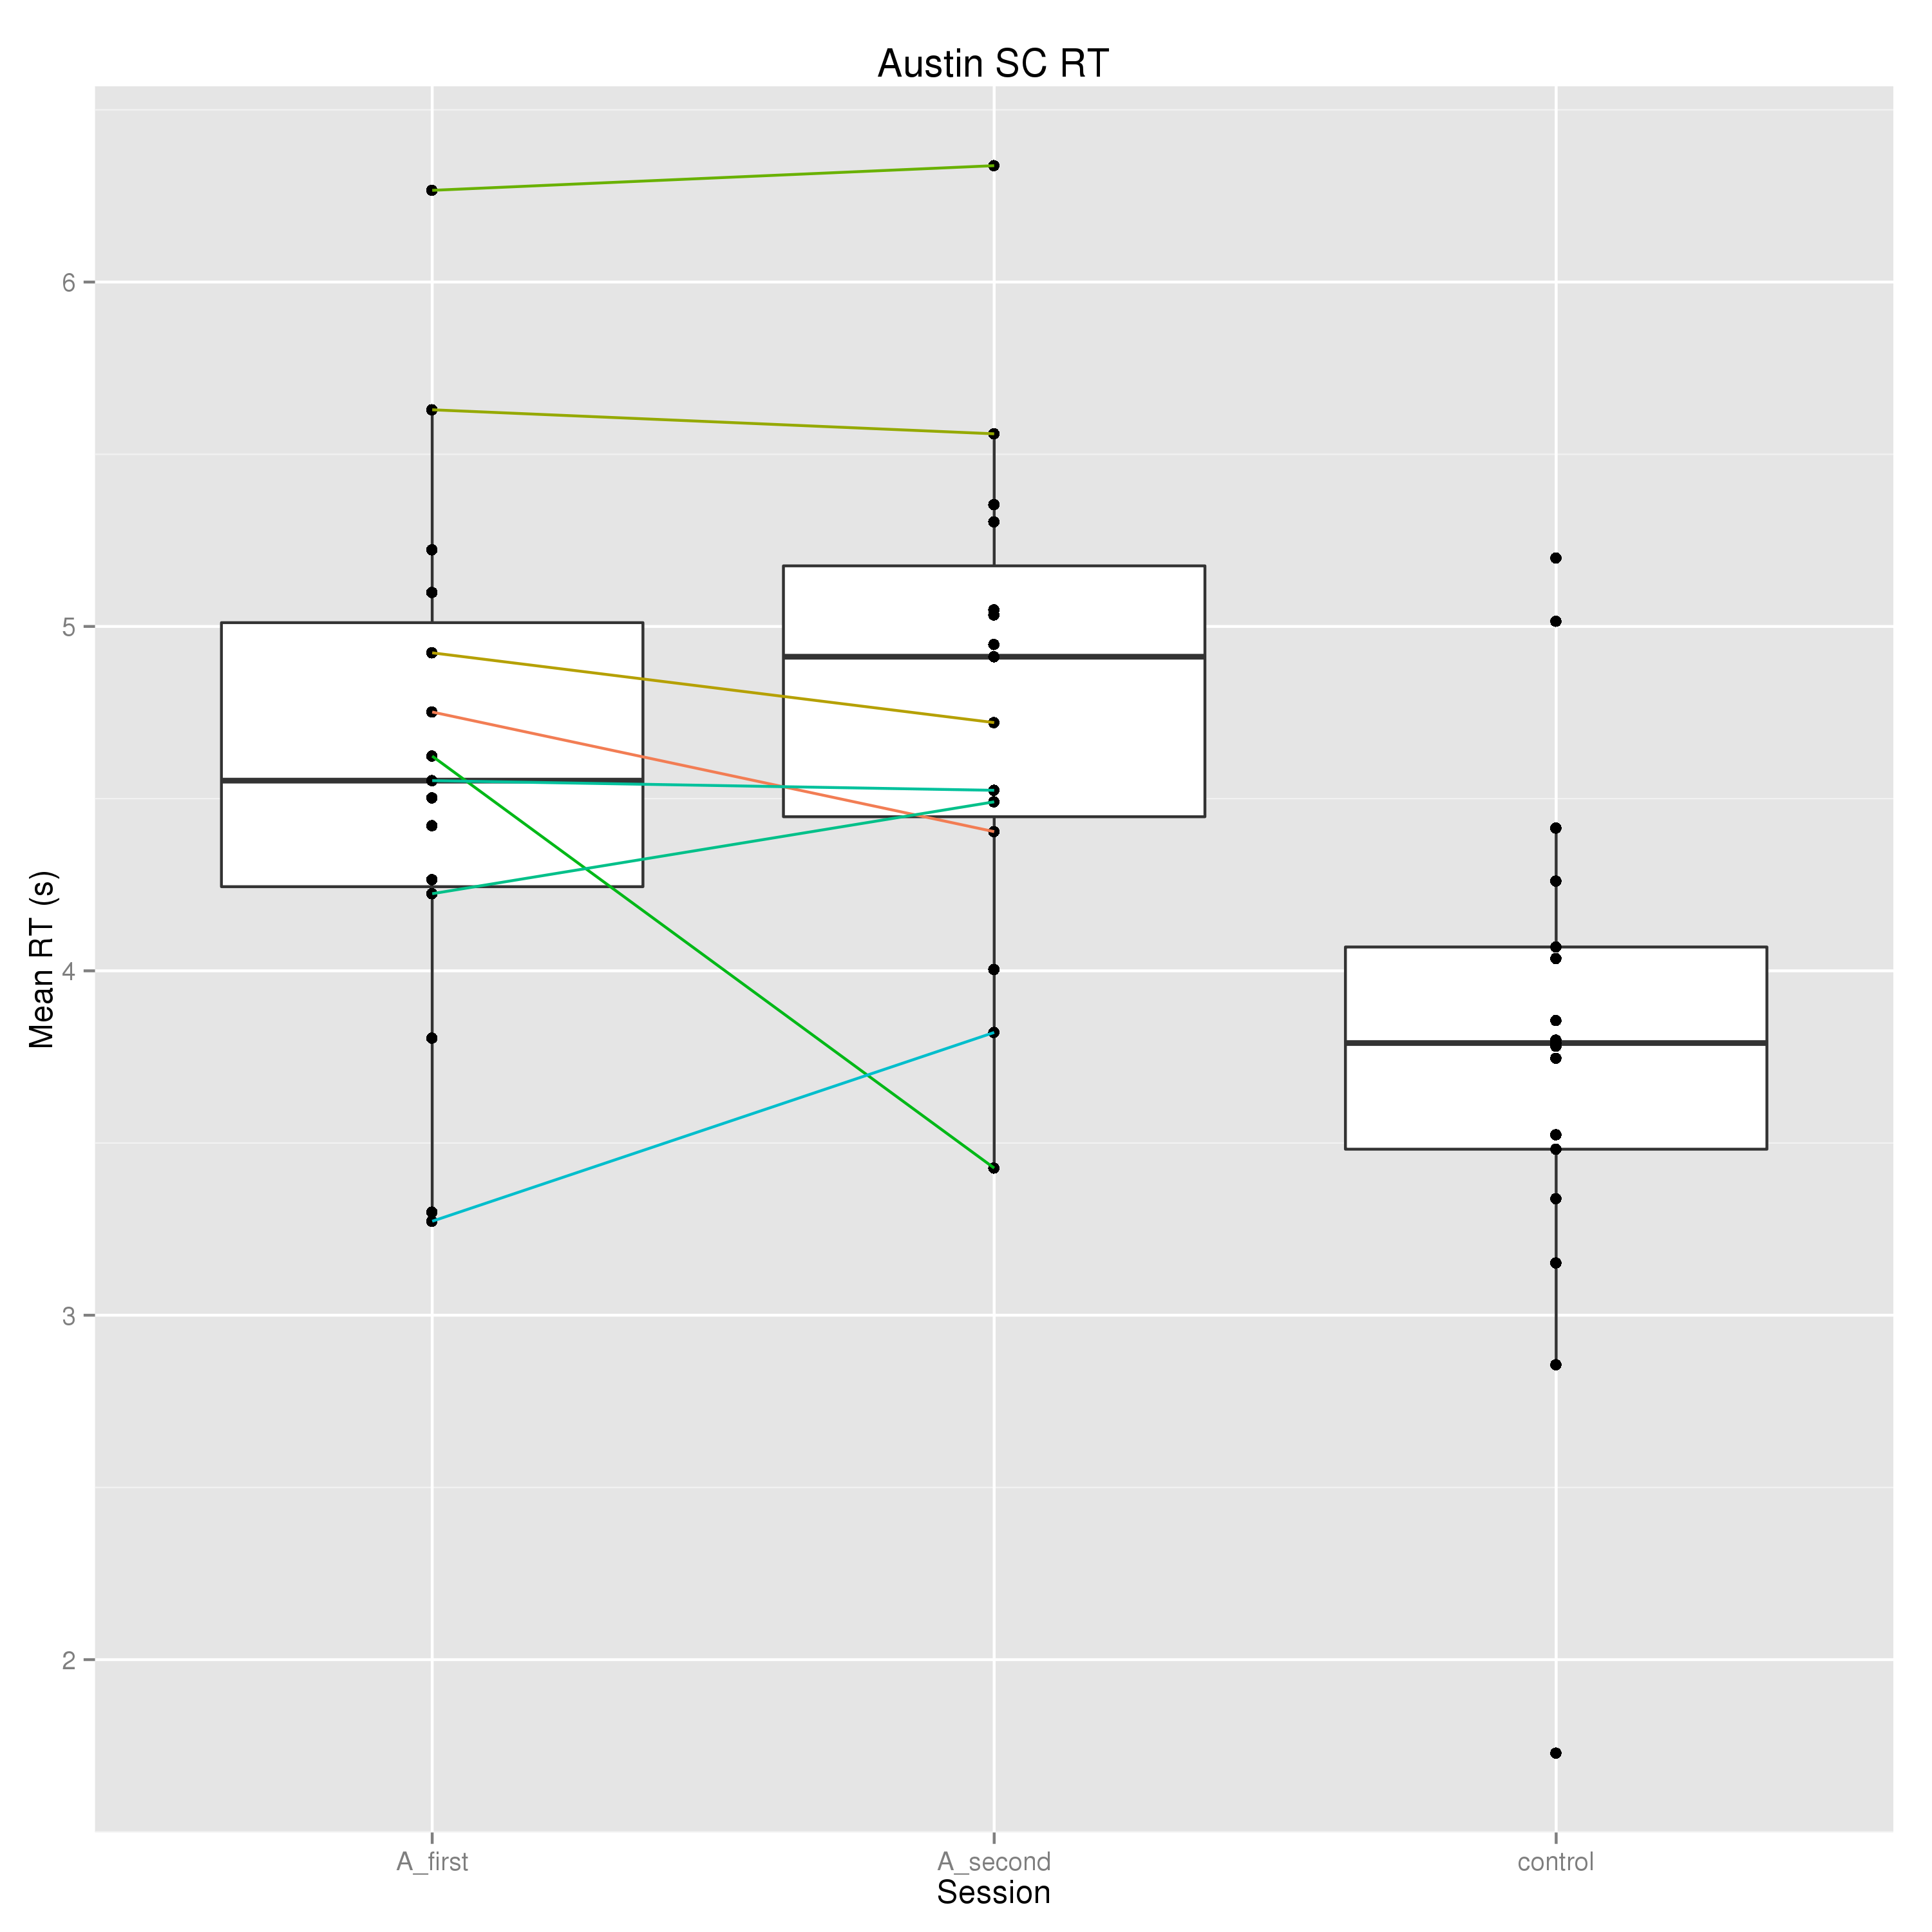 Austin SC RT
Mean RT (s)
6
5
4
3
2
A_first
A_second
control
Session